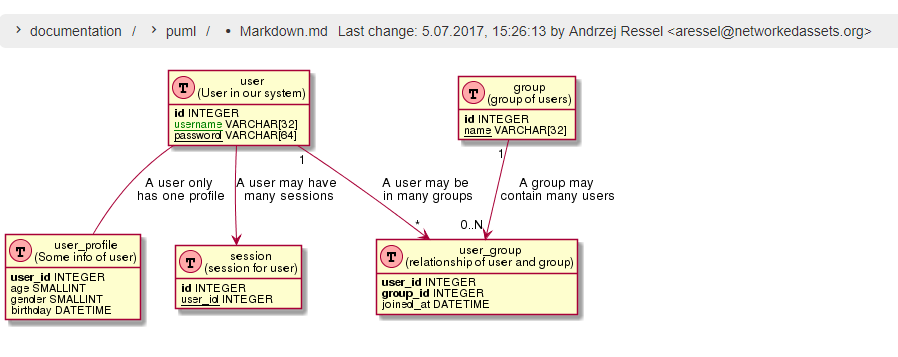 documentation / puml / • Markdown.md Last change: 5.07.2017, 15:26:13 by Andrzej Ressel <aressel@networkedassets.org>
T user
(User in our system)
id INTEGER
username VARCHAR[32]
password VARCHAR[64]
T group
(group of users)
id INTEGER
name VARCHAR[32]
1
1
A user only
has one profile
A user may have
many sessions
A user may be
in many groups
A group may
contain many users
*
0..N
T user_profile
(Some info of user)
user_id INTEGER
age SMALLINT
gender SMALLINT
birthday DATETIME
T session
(session for user)
id INTEGER
user_id INTEGER
T user_group
(relationship of user and group)
user_id INTEGER
group_id INTEGER
joined_at DATETIME